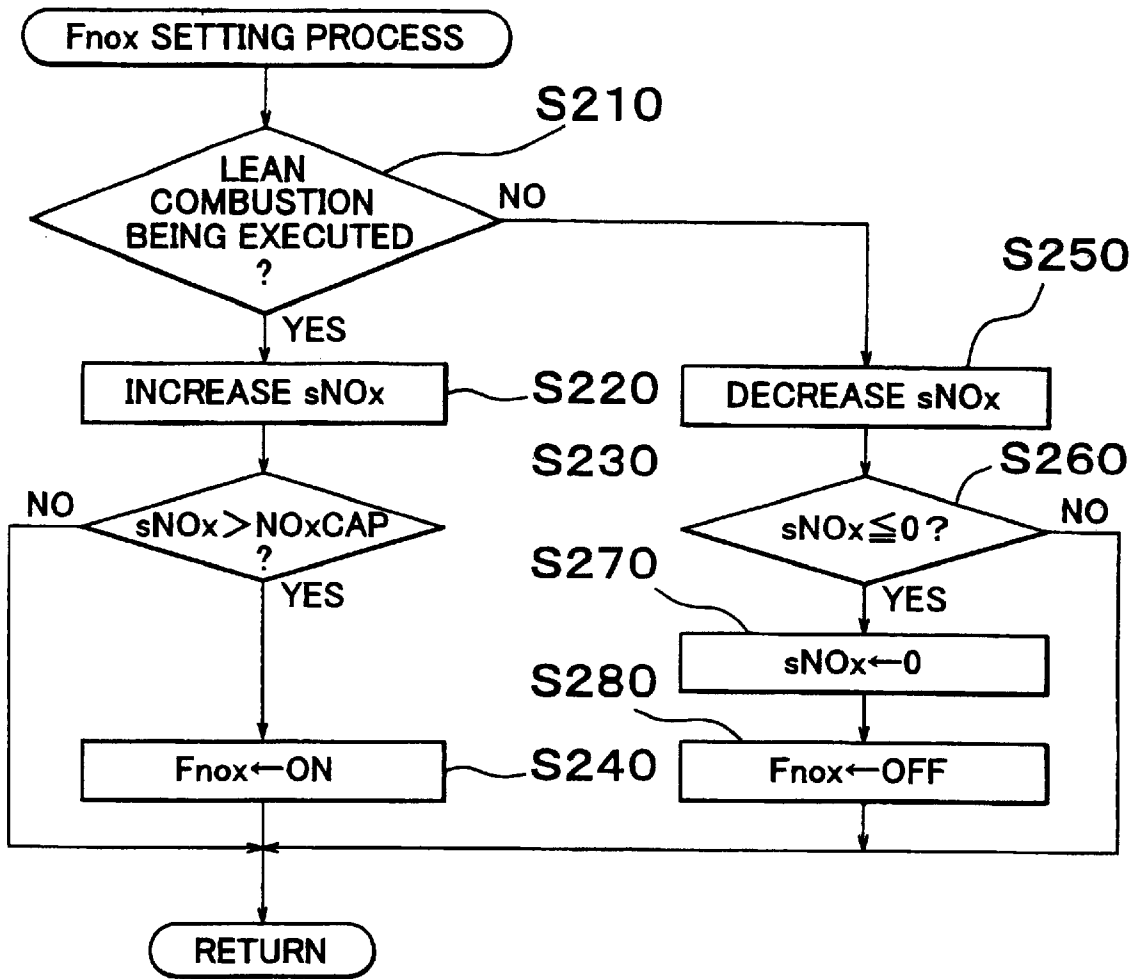 Fnox SETTING PROCESS
S210
LEAN
COMBUSTION
BEING EXECUTED
?
NO
YES
S250
INCREASE sNOx
S220
DECREASE sNOx
S230
S260
NO
sNOx>NOxCAP
?
YES
sNOx≦0?
NO
YES
S270
sNOx←0
S280
Fnox←ON
S240
Fnox←OFF
RETURN